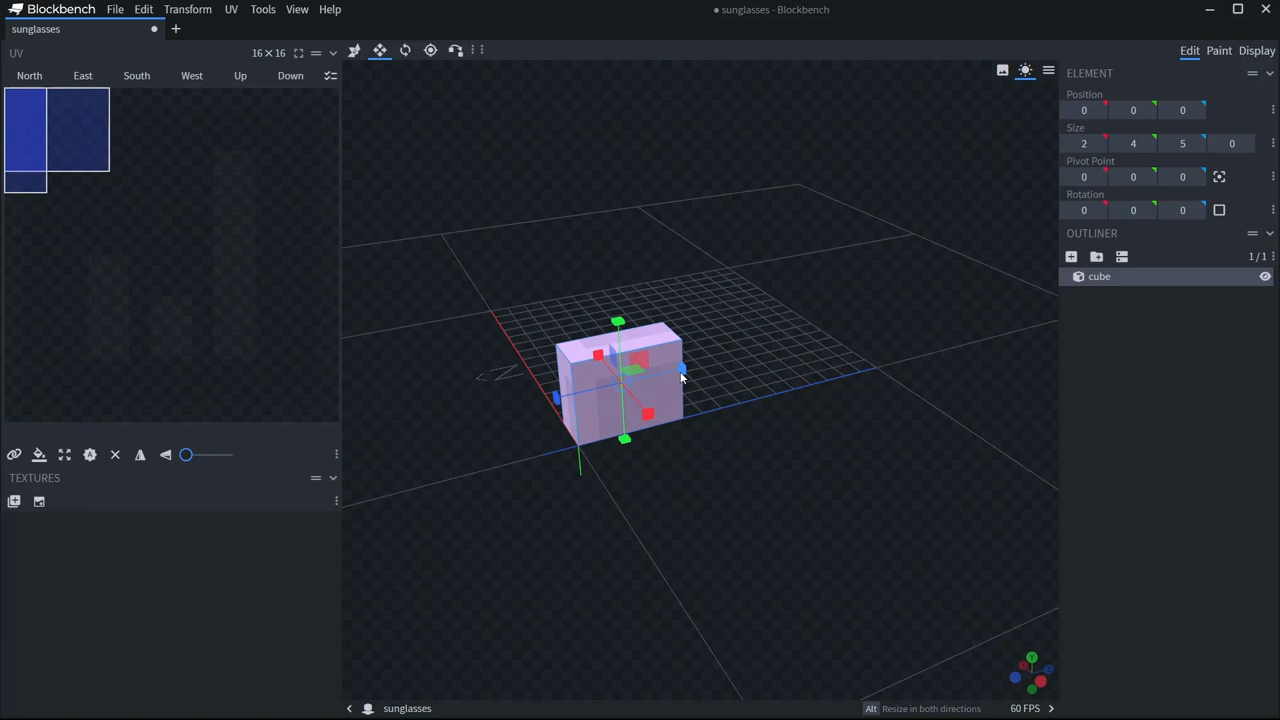 Blockbench File Edit Transform UV Tools View Help
sunglasses - Blockbench
sunglasses
UV 16×16
North East South West Up Down
TEXTURES
Edit Paint Display
ELEMENT
Position
0 0 0
Size
2 4 5 0
Pivot Point
0 0 0
Rotation
0 0 0
OUTLINER
1/1
cube
Y
sunglasses
Alt Resize in both directions
60 FPS